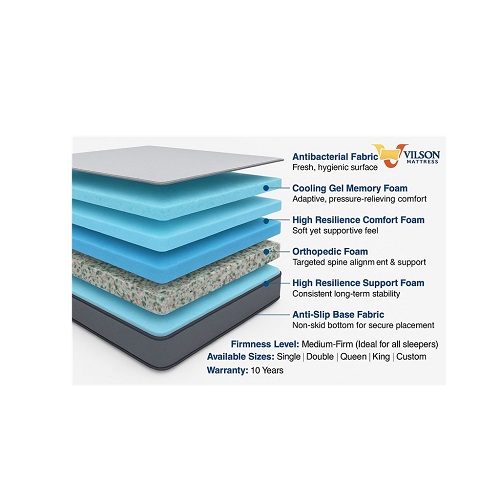 Antibacterial Fabric
Fresh, hygienic surface
VILSON
MATTRESS
Cooling Gel Memory Foam
Adaptive, pressure-relieving comfort
High Resilience Comfort Foam
Soft yet supportive feel
Orthopedic Foam
Targeted spine alignm ent & support
High Resilience Support Foam
Consistent long-term stability
Anti-Slip Base Fabric
Non-skid bottom for secure placement
Firmness Level: Medium-Firm (Ideal for all sleepers)
Available Sizes: Single | Double | Queen | King | Custom
Warranty: 10 Years